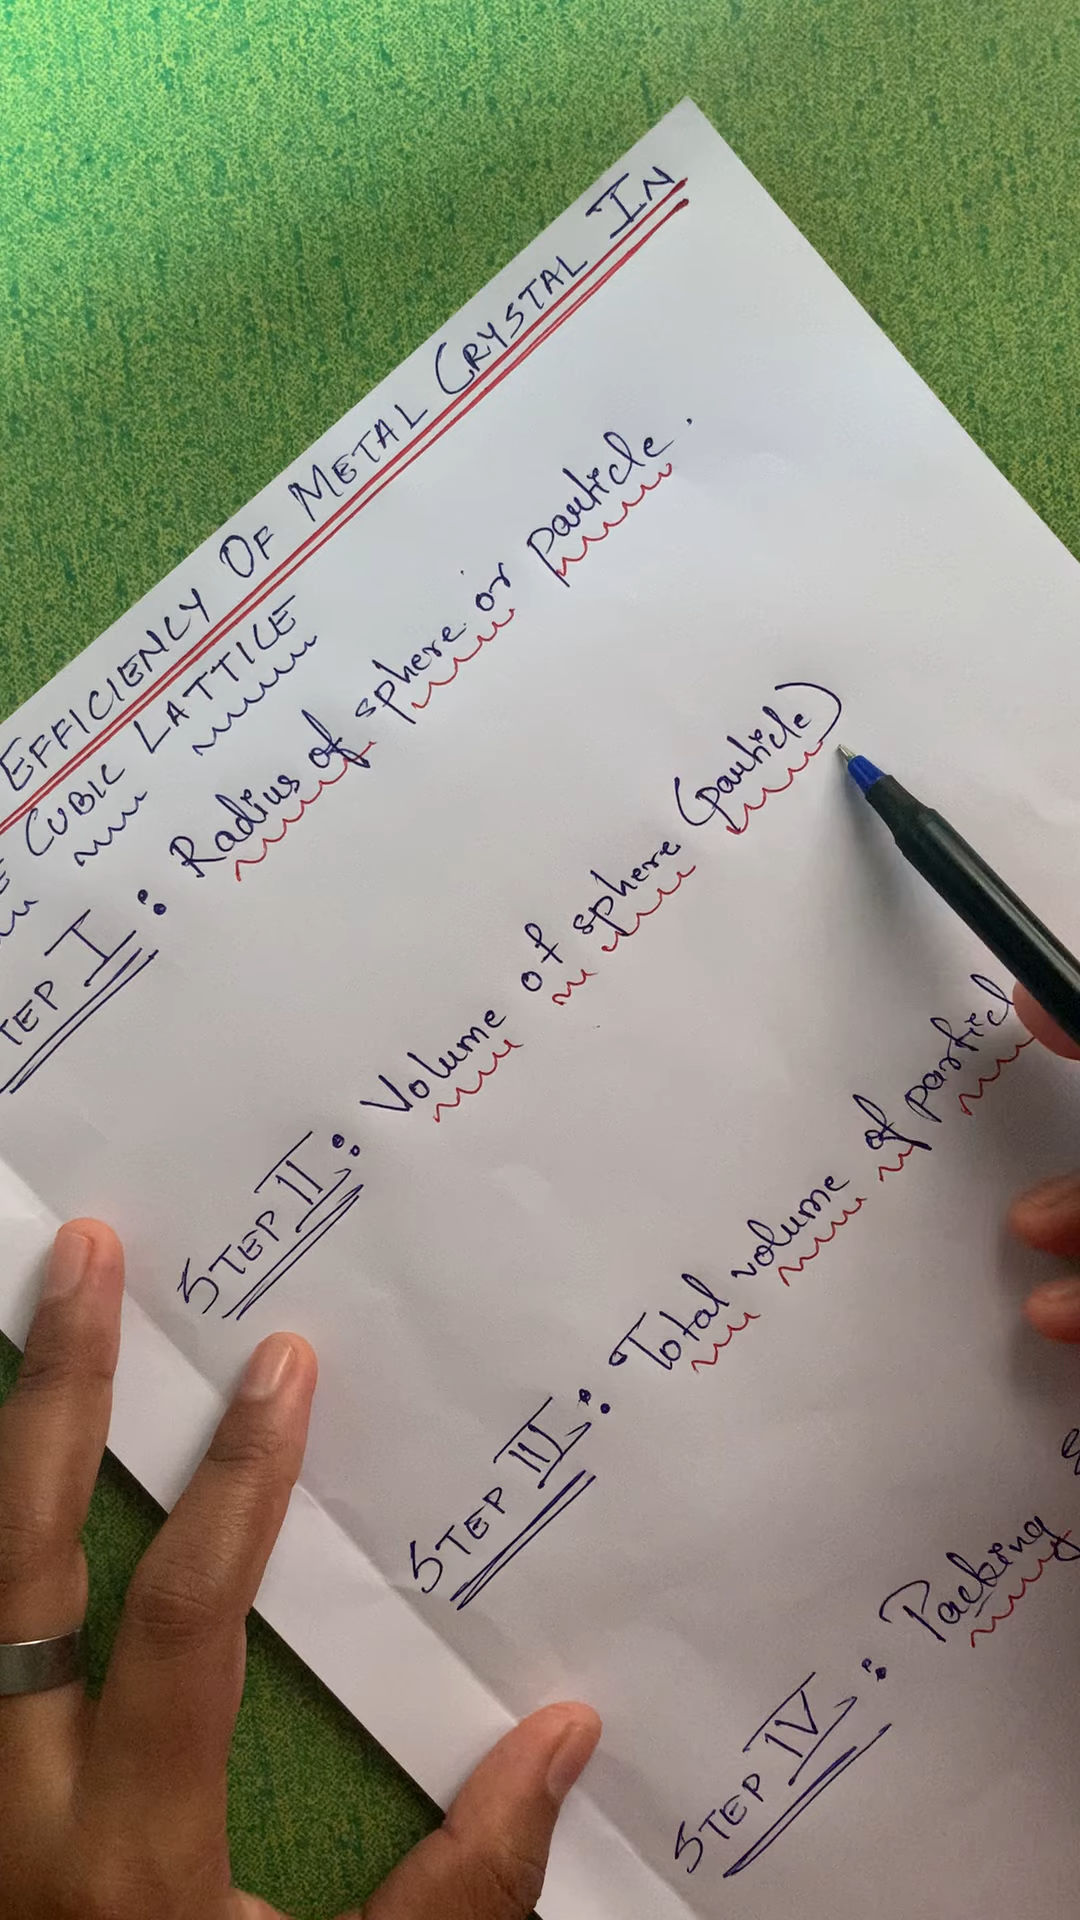 EFFICIENCY OF METAL CRYSTAL IN
CUBIC LATTICE
STEP I : Radius of sphere or particle.
STEP II : Volume of sphere (particle)
STEP III : Total volume of particl
STEP IV : Packing